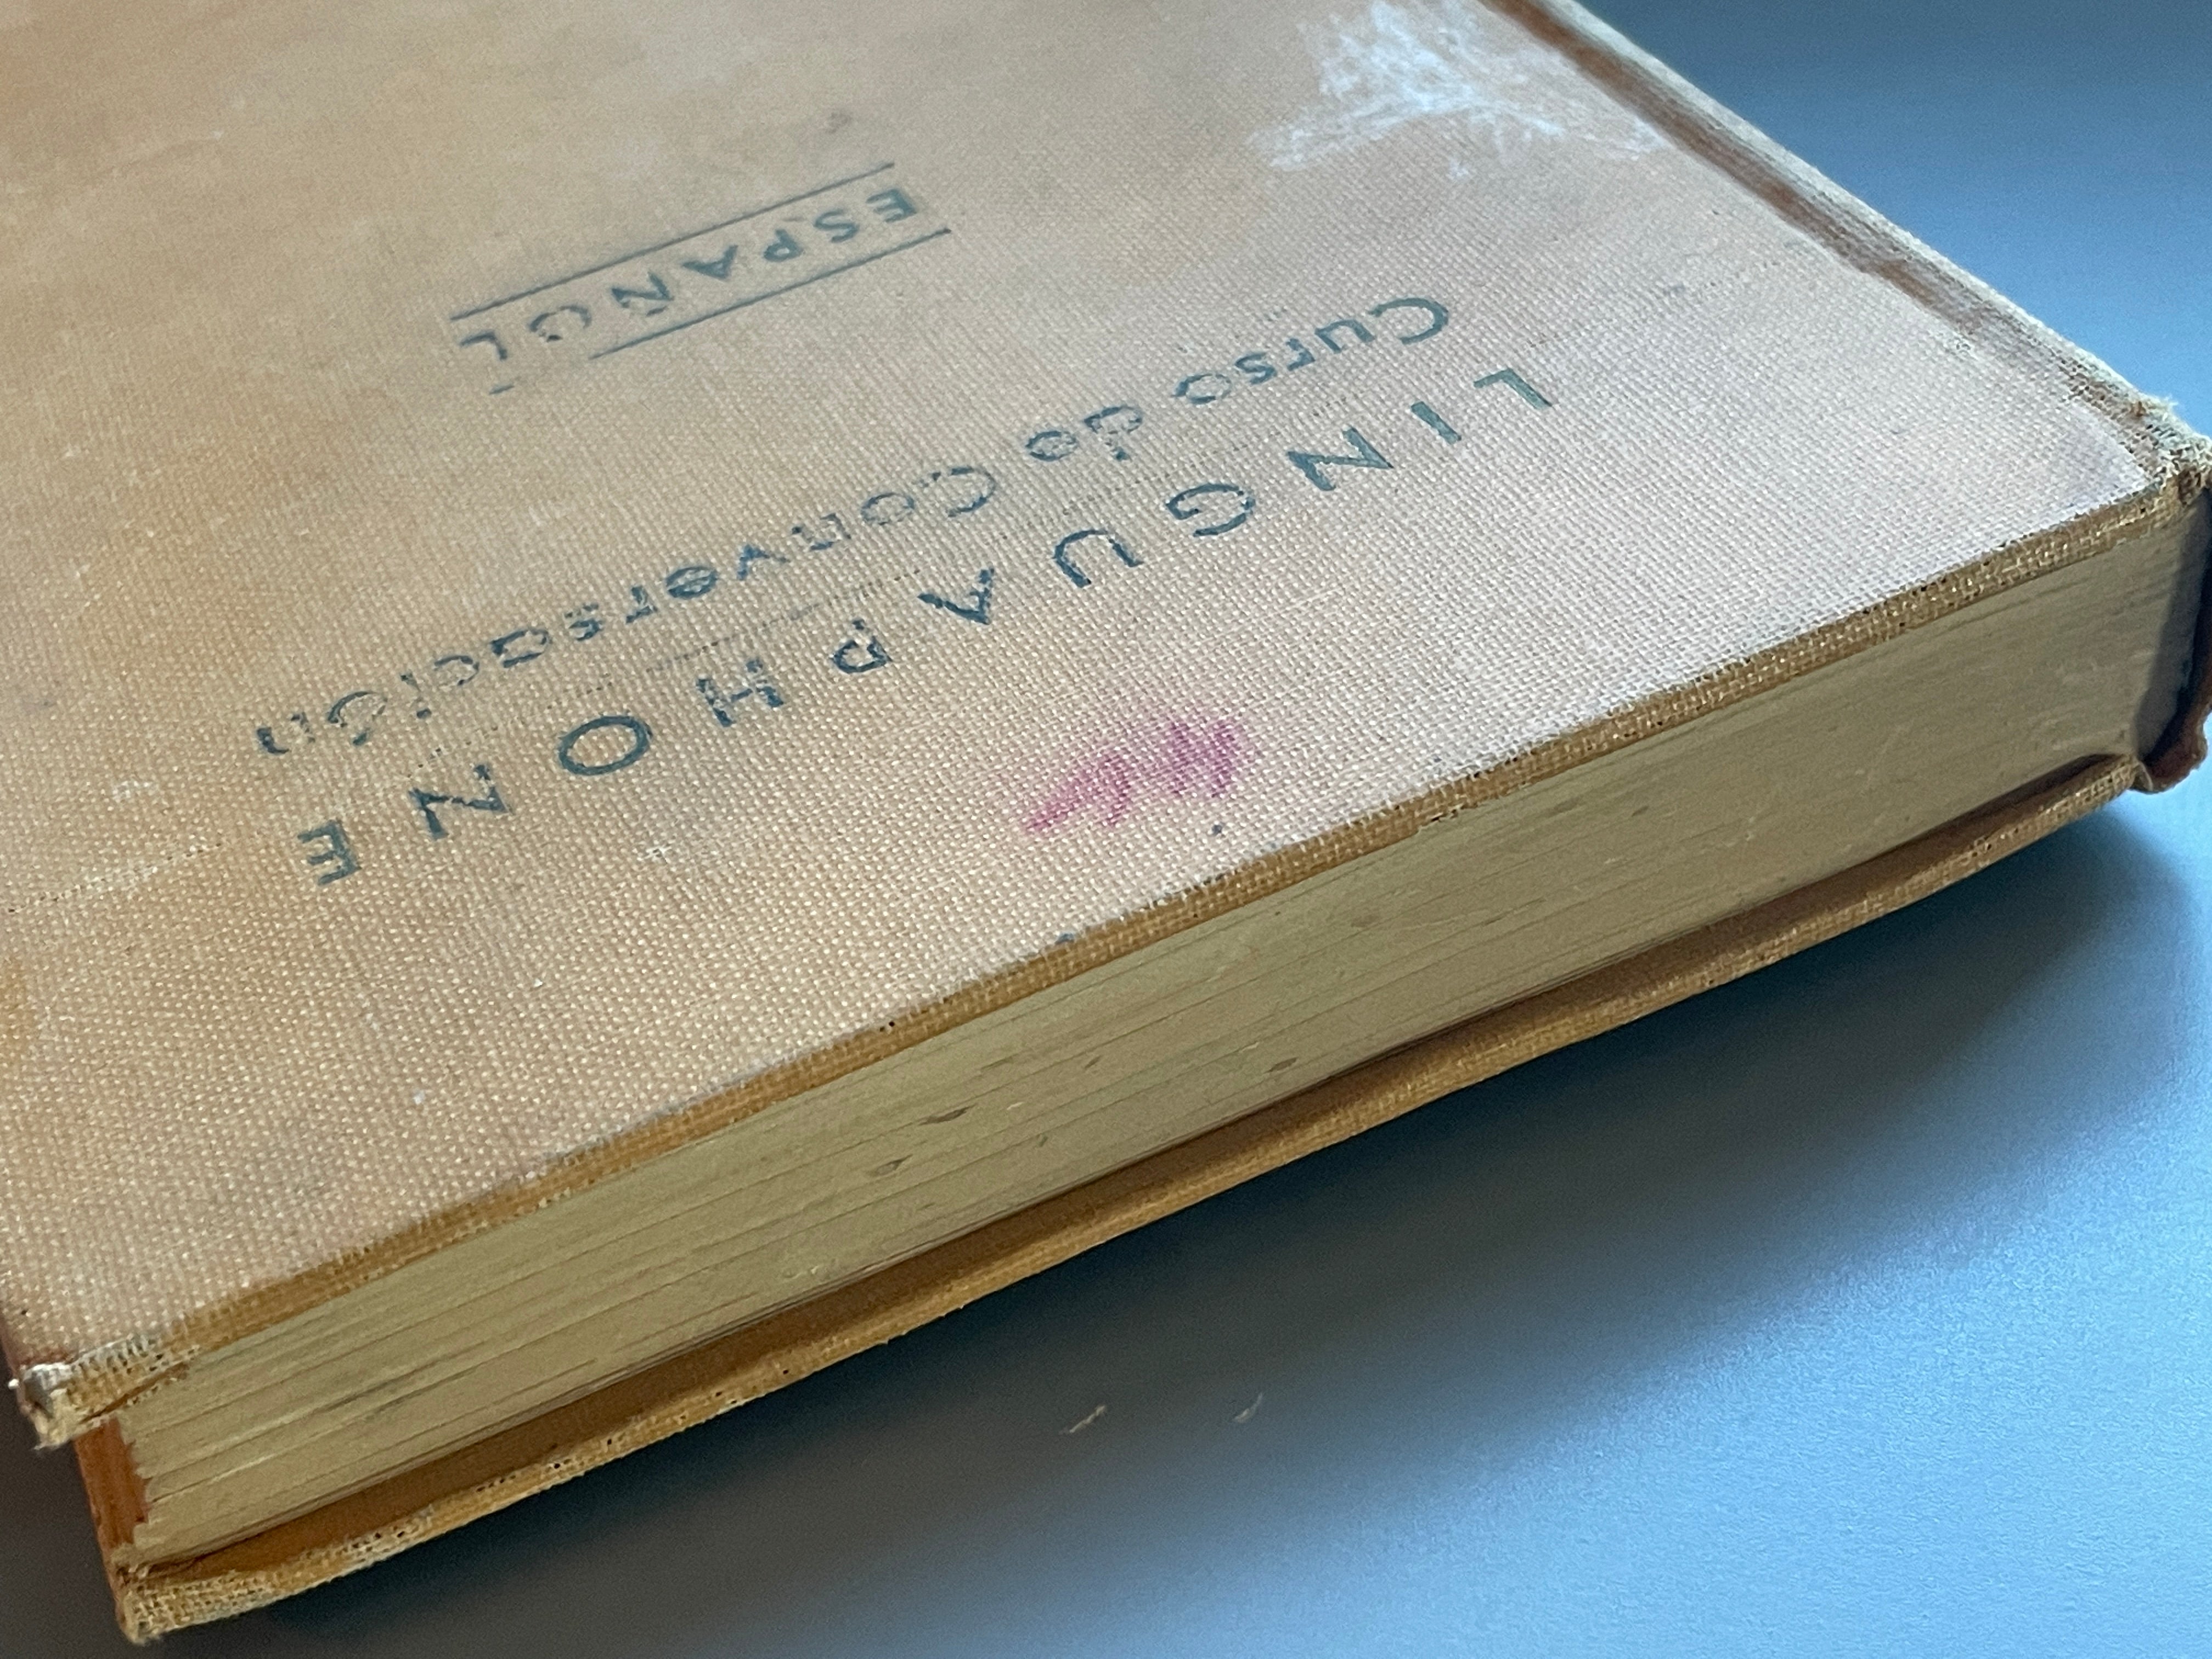 LINGUAPHONE
Curso de Conversación
ESPAÑOL